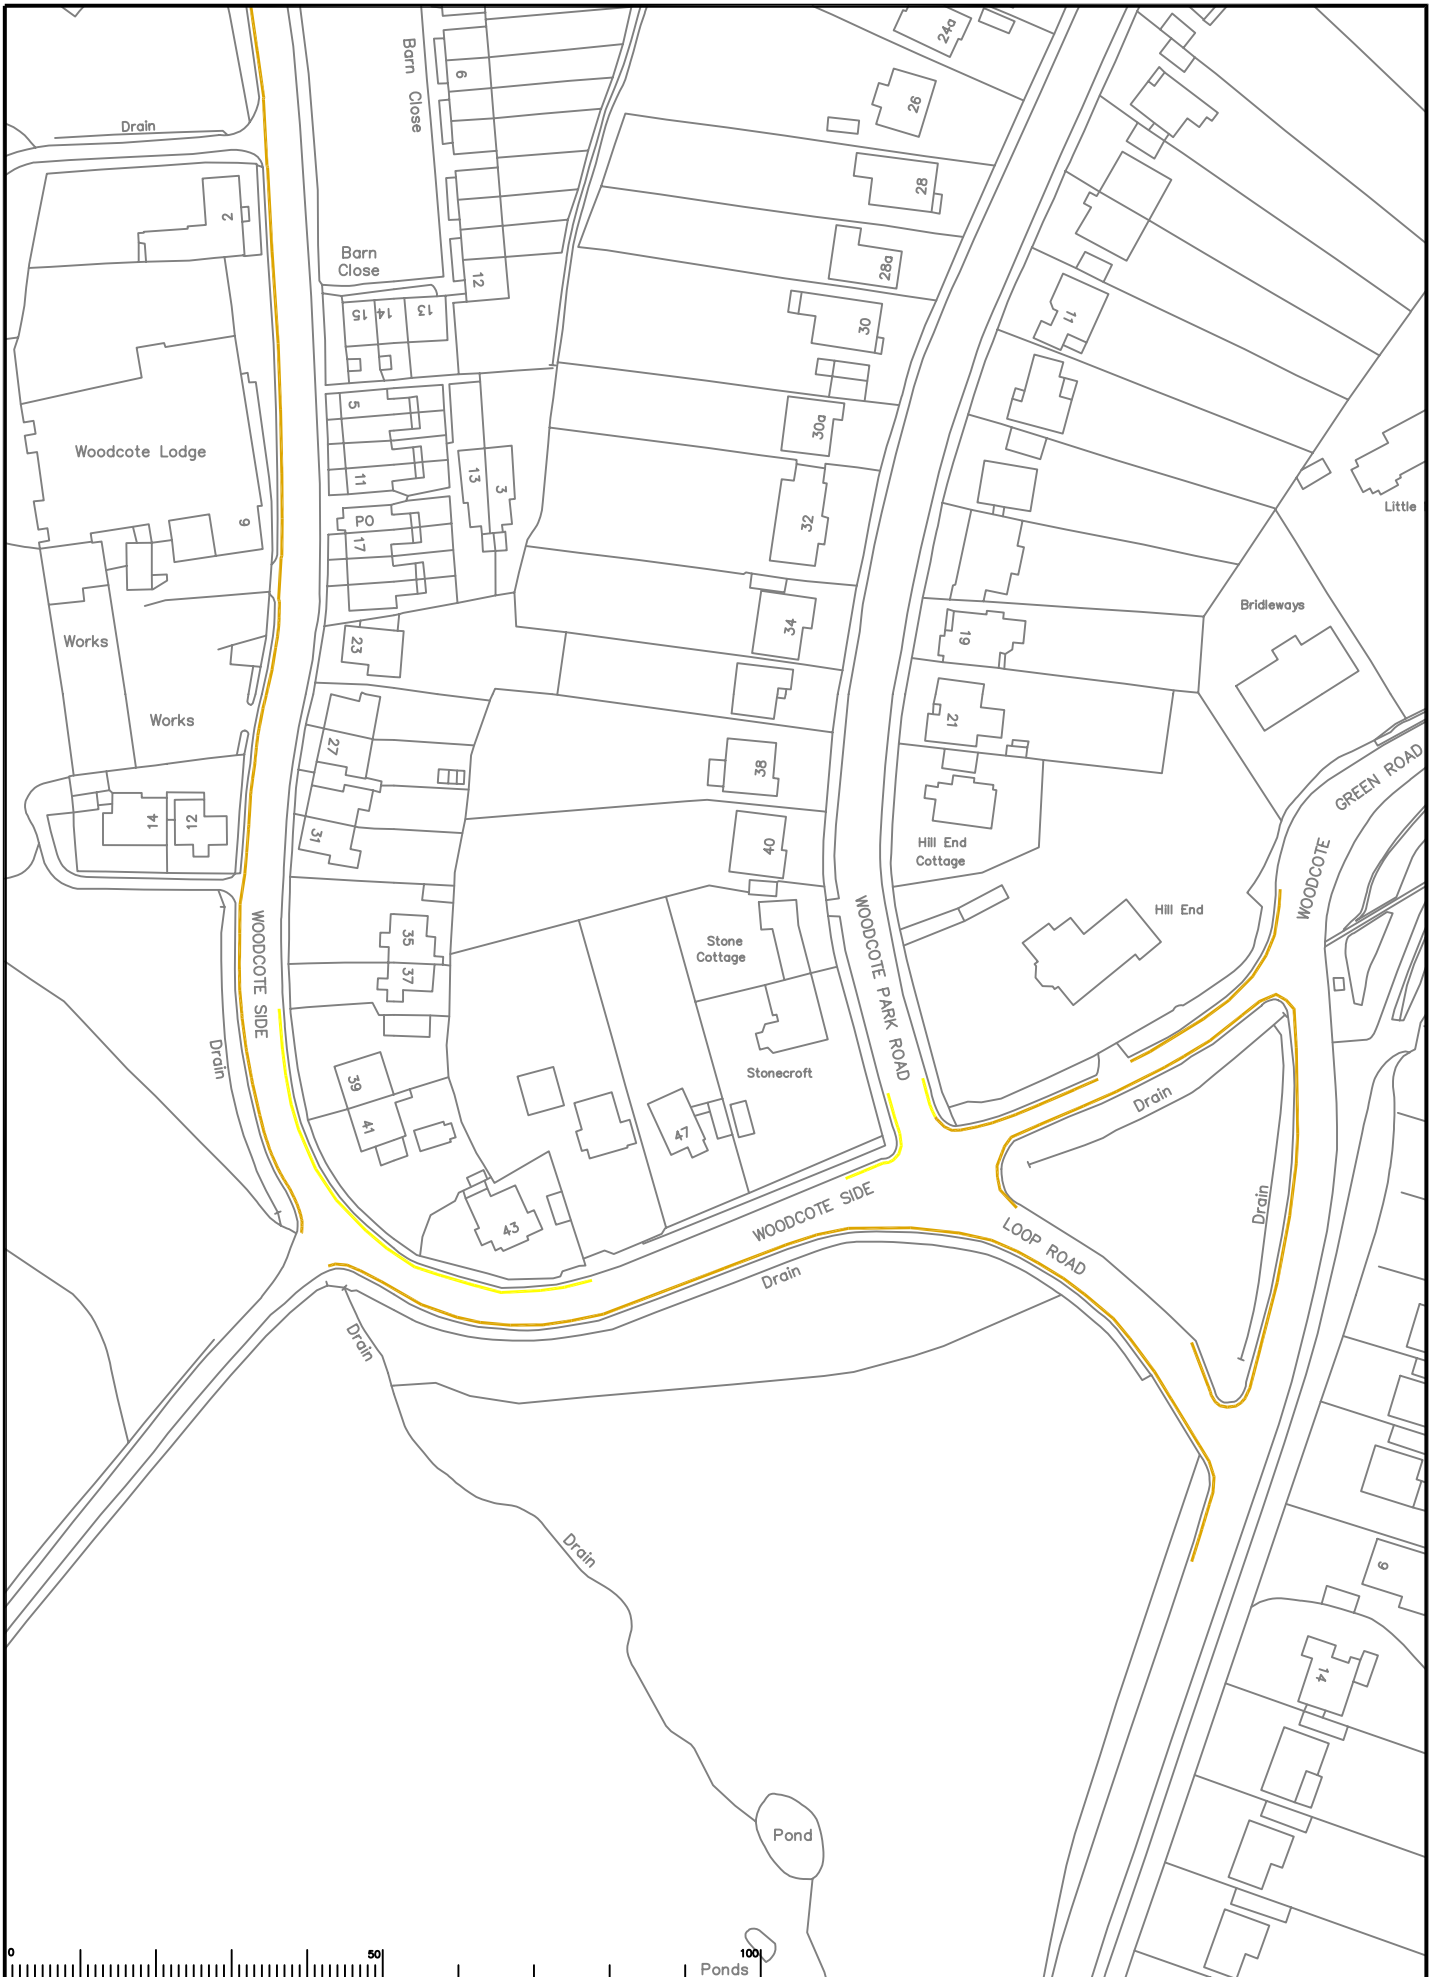 24a
Barn Close
6
26
Drain
28
2
Barn
Close
28a
12
15
14
13
30
11
5
30a
Woodcote Lodge
11
13
3
Little
9
PO
17
32
Bridleways
34
19
Works
23
Works
21
27
38
GREEN ROAD
14
12
31
40
Hill End
Cottage
WOODCOTE
WOODCOTE SIDE
35
37
Stone
Cottage
WOODCOTE PARK ROAD
Hill End
Drain
39
Stonecroft
Drain
41
47
43
WOODCOTE SIDE
LOOP ROAD
Drain
Drain
Drain
Drain
9
14
Pond
0
50
100
Ponds